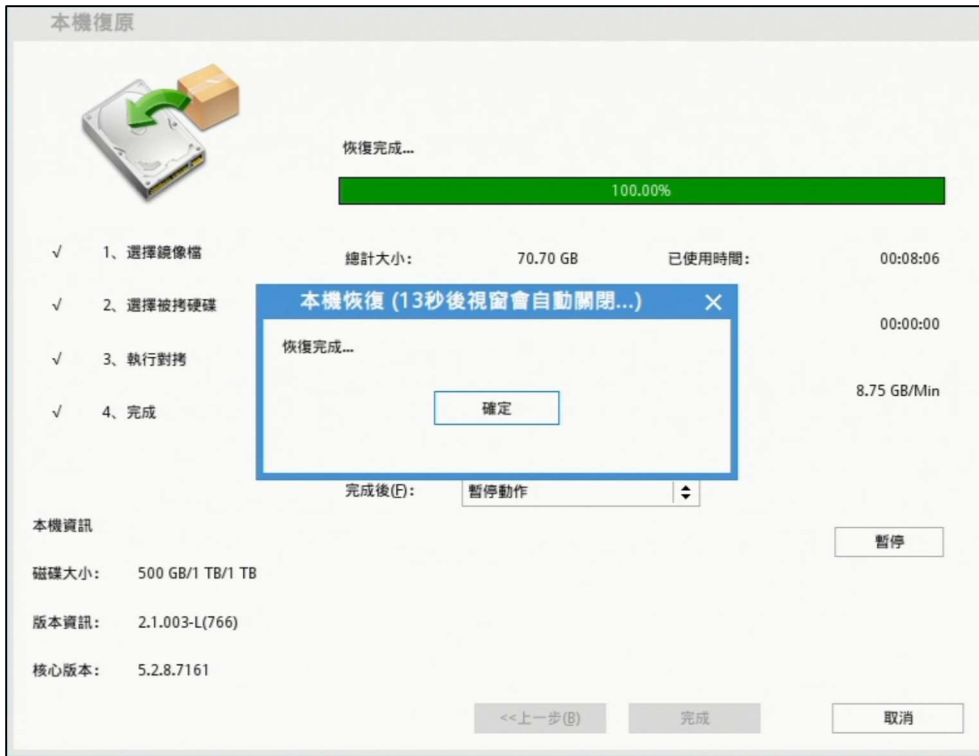 本機復原
恢復完成...
100.00%
√ 1、選擇鏡像檔
總計大小: 70.70 GB 已使用時間: 00:08:06
√ 2、選擇被拷硬碟
00:00:00
√ 3、執行對拷
8.75 GB/Min
√ 4、完成
本機恢復 (13秒後視窗會自動關閉...)
恢復完成...
確定
完成後(F): 暫停動作
本機資訊
暫停
磁碟大小: 500 GB/1 TB/1 TB
版本資訊: 2.1.003-L(766)
核心版本: 5.2.8.7161
<<上一步(B) 完成 取消